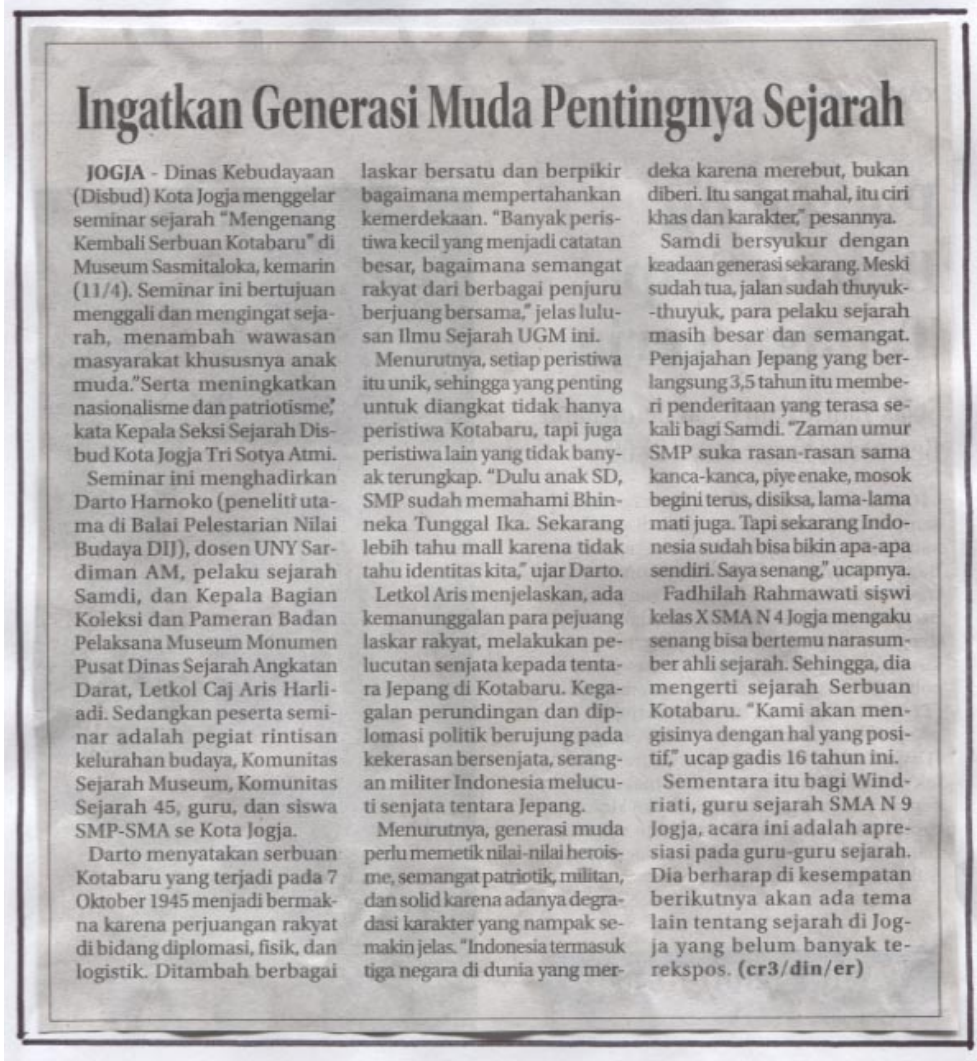 Ingatkan Generasi Muda Pentingnya Sejarah
JOGJA - Dinas Kebudayaan
(Disbud) Kota Jogja menggelar
seminar sejarah "Mengenang
Kembali Serbuan Kotabaru" di
Museum Sasmitaloka, kemarin
(11/4). Seminar ini bertujuan
menggali dan mengingat seja-
rah, menambah wawasan
masyarakat khususnya anak
muda."Serta meningkatkan
nasionalisme dan patriotisme,"
kata Kepala Seksi Sejarah Dis-
bud Kota Jogja Tri Sotya Atmi.
Seminar ini menghadirkan
Darto Harnoko (peneliti uta-
ma di Balai Pelestarian Nilai
Budaya DIJ), dosen UNY Sar-
diman AM, pelaku sejarah
Samdi, dan Kepala Bagian
Koleksi dan Pameran Badan
Pelaksana Museum Monumen
Pusat Dinas Sejarah Angkatan
Darat, Letkol Caj Aris Harli-
adi. Sedangkan peserta semi-
nar adalah pegiat rintisan
kelurahan budaya, Komunitas
Sejarah Museum, Komunitas
Sejarah 45, guru, dan siswa
SMP-SMA se Kota Jogja.
Darto menyatakan serbuan
Kotabaru yang terjadi pada 7
Oktober 1945 menjadi bermak-
na karena perjuangan rakyat
di bidang diplomasi, fisik, dan
logistik. Ditambah berbagai
laskar bersatu dan berpikir
bagaimana mempertahankan
kemerdekaan. "Banyak peris-
tiwa kecil yang menjadi catatan
besar, bagaimana semangat
rakyat dari berbagai penjuru
berjuang bersama," jelas lulu-
san Ilmu Sejarah UGM ini.
Menurutnya, setiap peristiwa
itu unik, sehingga yang penting
untuk diangkat tidak hanya
peristiwa Kotabaru, tapi juga
peristiwa lain yang tidak bany-
ak terungkap. "Dulu anak SD,
SMP sudah memahami Bhin-
neka Tunggal Ika. Sekarang
lebih tahu mall karena tidak
tahu identitas kita," ujar Darto.
Letkol Aris menjelaskan, ada
kemanunggalan para pejuang
laskar rakyat, melakukan pe-
lucutan senjata kepada tenta-
ra Jepang di Kotabaru. Kega-
galan perundingan dan dip-
lomasi politik berujung pada
kekerasan bersenjata, serang-
an militer Indonesia melucu-
ti senjata tentara Jepang.
Menurutnya, generasi muda
perlu memetik nilai-nilai herois-
me, semangat patriotik, militan,
dan solid karena adanya degra-
dasi karakter yang nampak se-
makin jelas. "Indonesia termasuk
tiga negara di dunia yang mer-
deka karena merebut, bukan
diberi. Itu sangat mahal, itu ciri
khas dan karakter," pesannya.
Samdi bersyukur dengan
keadaan generasi sekarang. Meski
sudah tua, jalan sudah thuyuk-
-thuyuk, para pelaku sejarah
masih besar dan semangat.
Penjajahan Jepang yang ber-
langsung 3,5 tahun itu membe-
ri penderitaan yang terasa se-
kali bagi Samdi. "Zaman umur
SMP suka rasan-rasan sama
kanca-kanca, piye enake, mosok
begini terus, disiksa, lama-lama
mati juga. Tapi sekarang Indo-
nesia sudah bisa bikin apa-apa
sendiri. Saya senang," ucapnya.
Fadhilah Rahmawati siswi
kelas X SMA N 4 Jogja mengaku
senang bisa bertemu narasum-
ber ahli sejarah. Sehingga, dia
mengerti sejarah Serbuan
Kotabaru. "Kami akan men-
gisinya dengan hal yang posi-
tif," ucap gadis 16 tahun ini.
Sementara itu bagi Wind-
riati, guru sejarah SMA N 9
Jogja, acara ini adalah apre-
siasi pada guru-guru sejarah.
Dia berharap di kesempatan
berikutnya akan ada tema
lain tentang sejarah di Jog-
ja yang belum banyak te-
rekspos. (cr3/din/er)